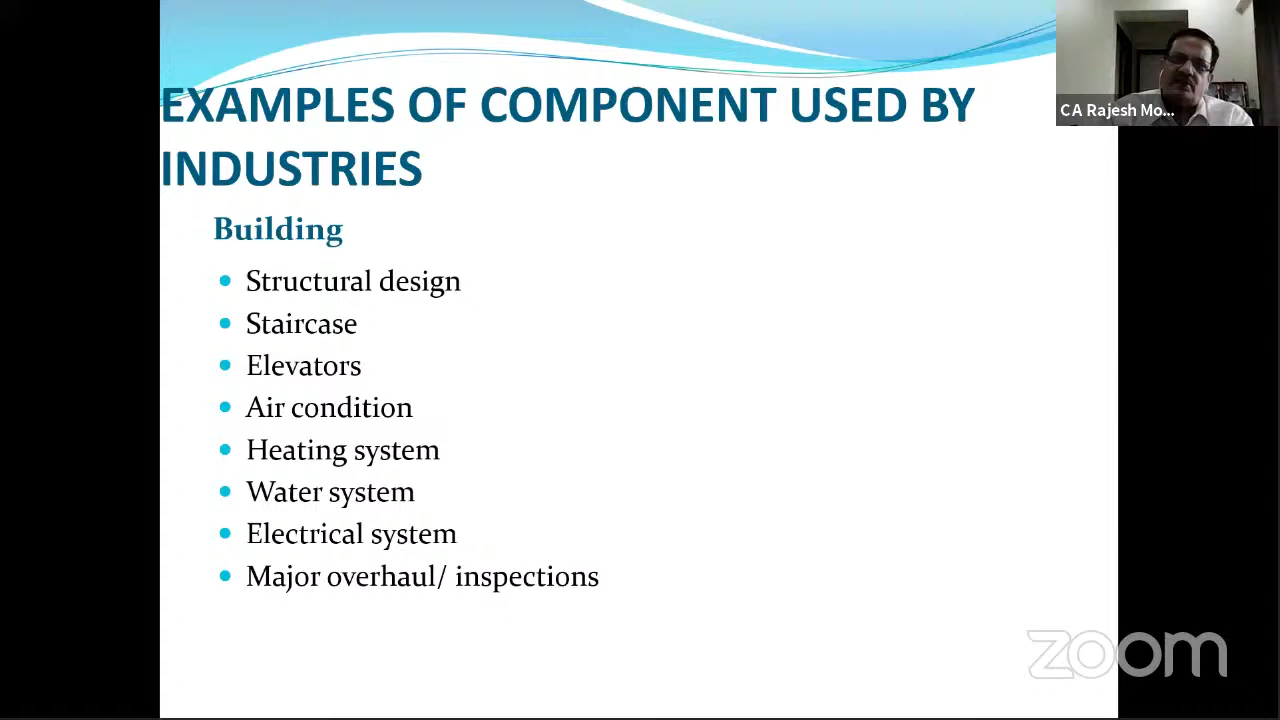 EXAMPLES OF COMPONENT USED BY
INDUSTRIES
C A Rajesh Mo...
Building
• Structural design
• Staircase
• Elevators
• Air condition
• Heating system
• Water system
• Electrical system
• Major overhaul/ inspections
zoom